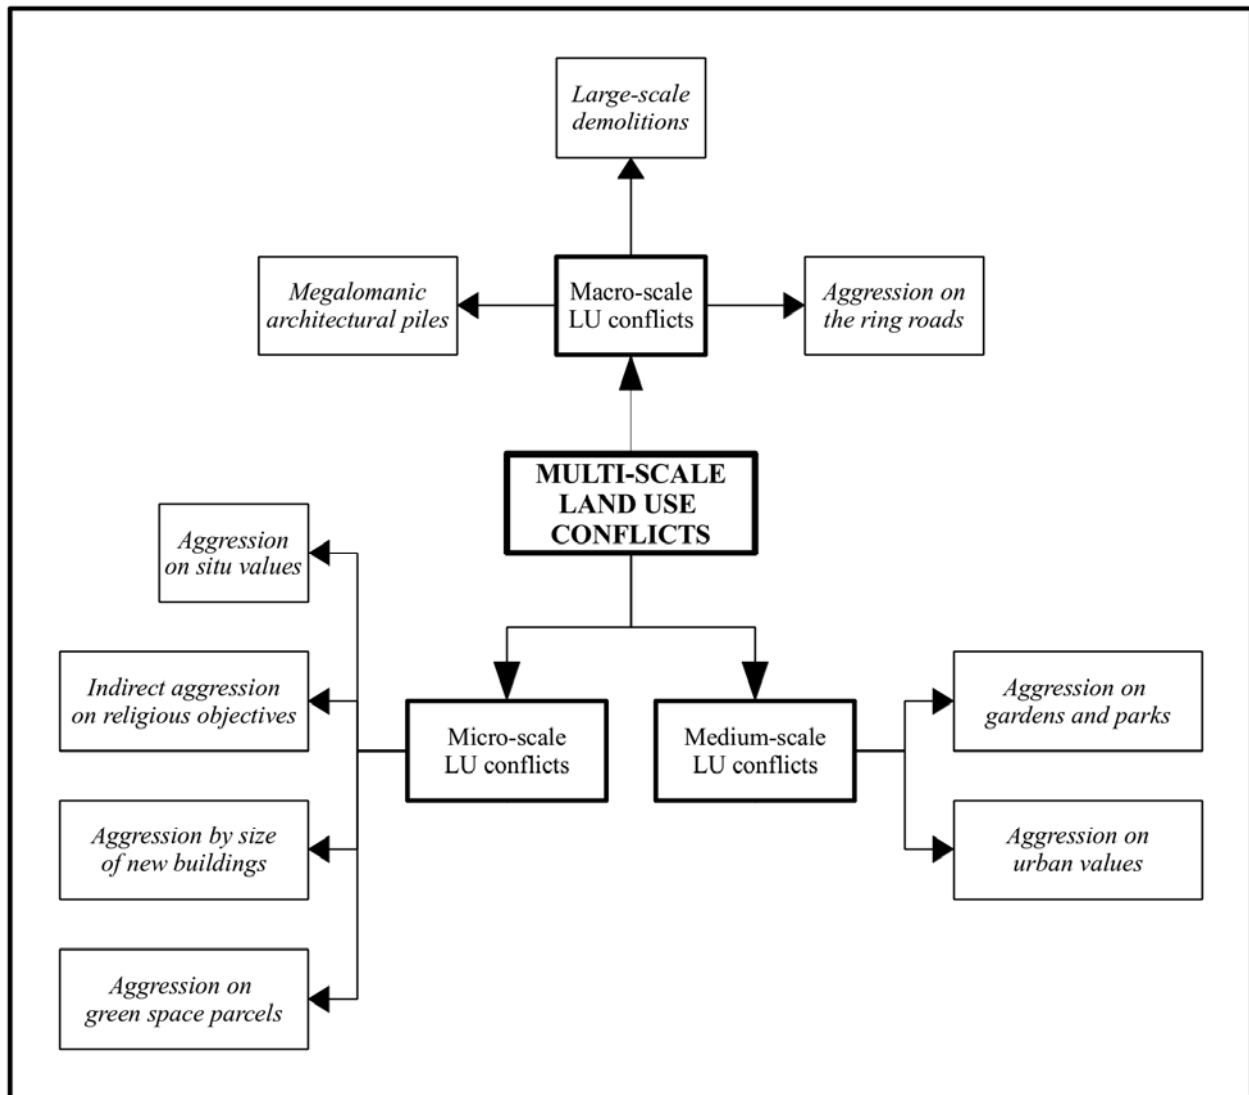 Large-scale
demolitions
Megalomanic
architectural piles
Macro-scale
LU conflicts
Aggression on
the ring roads
MULTI-SCALE
LAND USE
CONFLICTS
Aggression
on situ values
Indirect aggression
on religious objectives
Aggression by size
of new buildings
Aggression on
green space parcels
Micro-scale
LU conflicts
Medium-scale
LU conflicts
Aggression on
gardens and parks
Aggression on
urban values